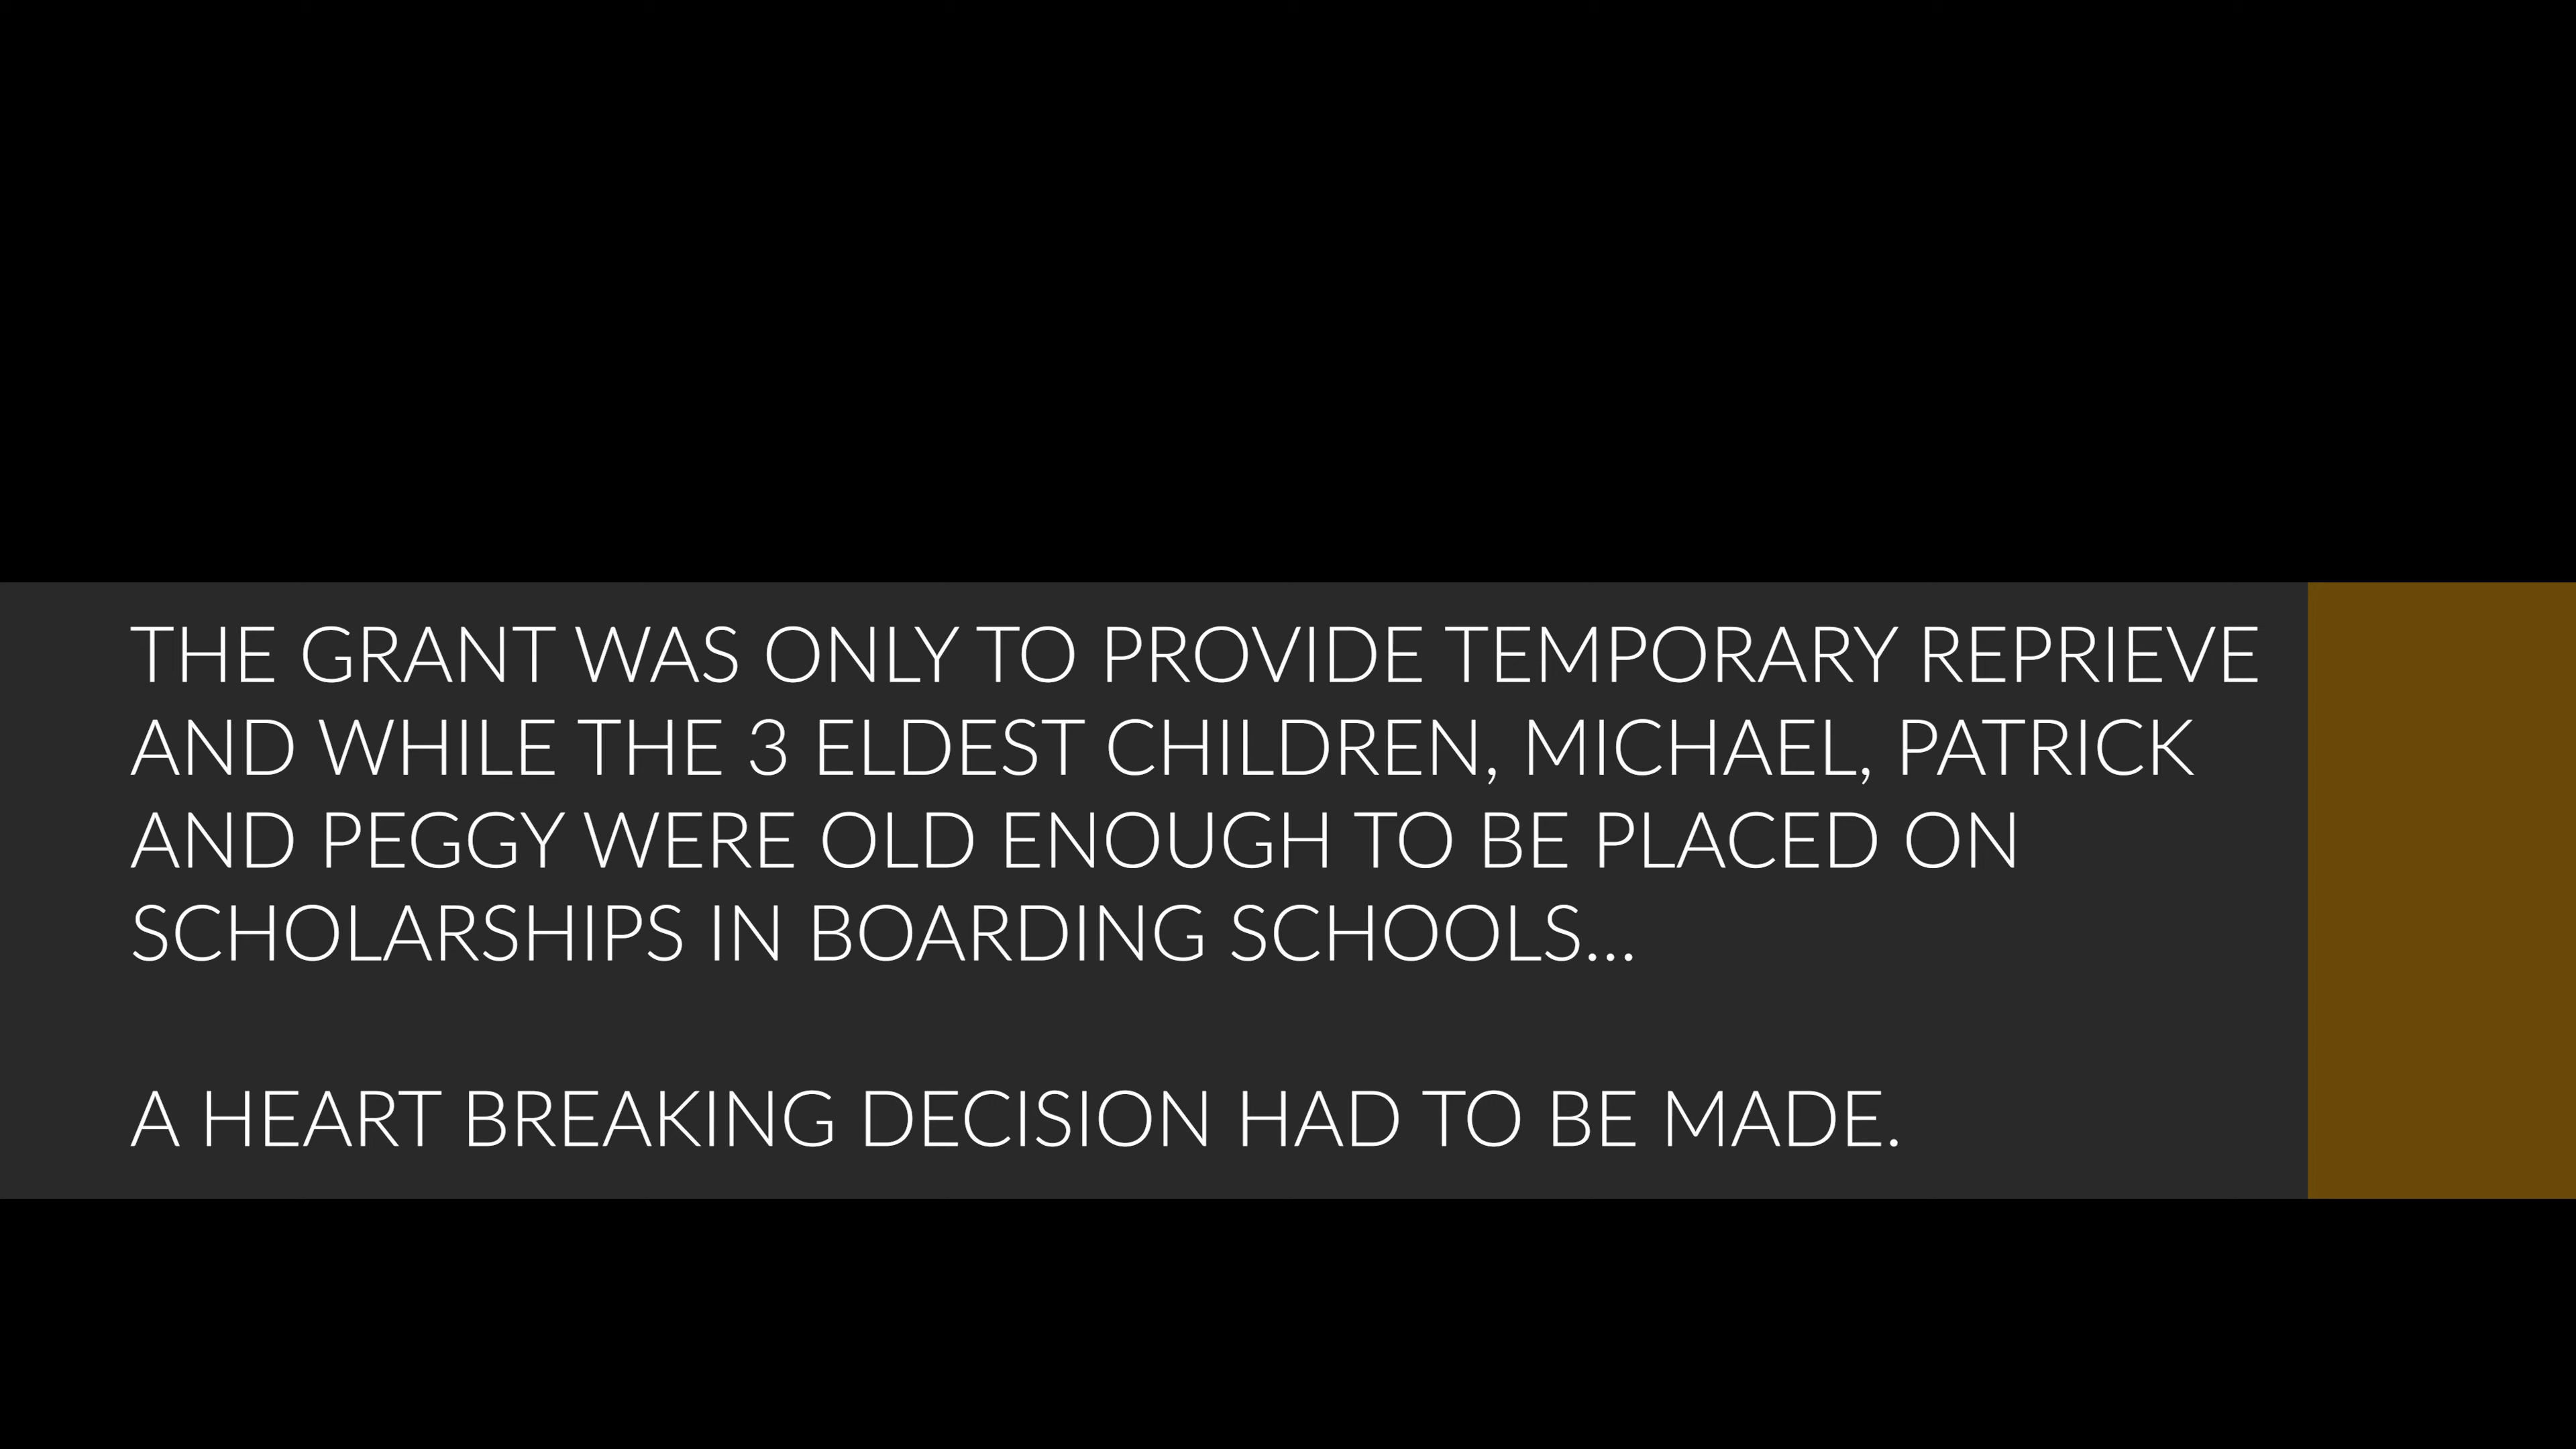 THE GRANT WAS ONLY TO PROVIDE TEMPORARY REPRIEVE
AND WHILE THE 3 ELDEST CHILDREN, MICHAEL, PATRICK
AND PEGGY WERE OLD ENOUGH TO BE PLACED ON
SCHOLARSHIPS IN BOARDING SCHOOLS...
A HEART BREAKING DECISION HAD TO BE MADE.